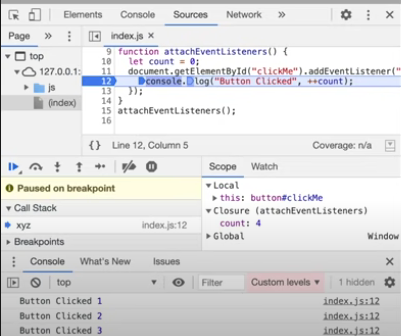 Elements Console Sources Network »
Page » index.js ×
top
127.0.0.1:
js
(index)
9 function attachEventListeners() {
10 let count = 0;
11 document.getElementById("clickMe").addEventListener("
12 console.log("Button Clicked", ++count);
13 });
14 }
15 attachEventListeners();
16
{} Line 12, Column 5 Coverage: n/a
Paused on breakpoint
Call Stack
xyz index.js:12
Breakpoints
Scope Watch
Local
this: button#clickMe
Closure (attachEventListeners)
count: 4
Global Window
Console What's New Issues
top Filter Custom levels 1 hidden
Button Clicked 1 index.js:12
Button Clicked 2 index.js:12
Button Clicked 3 index.js:12